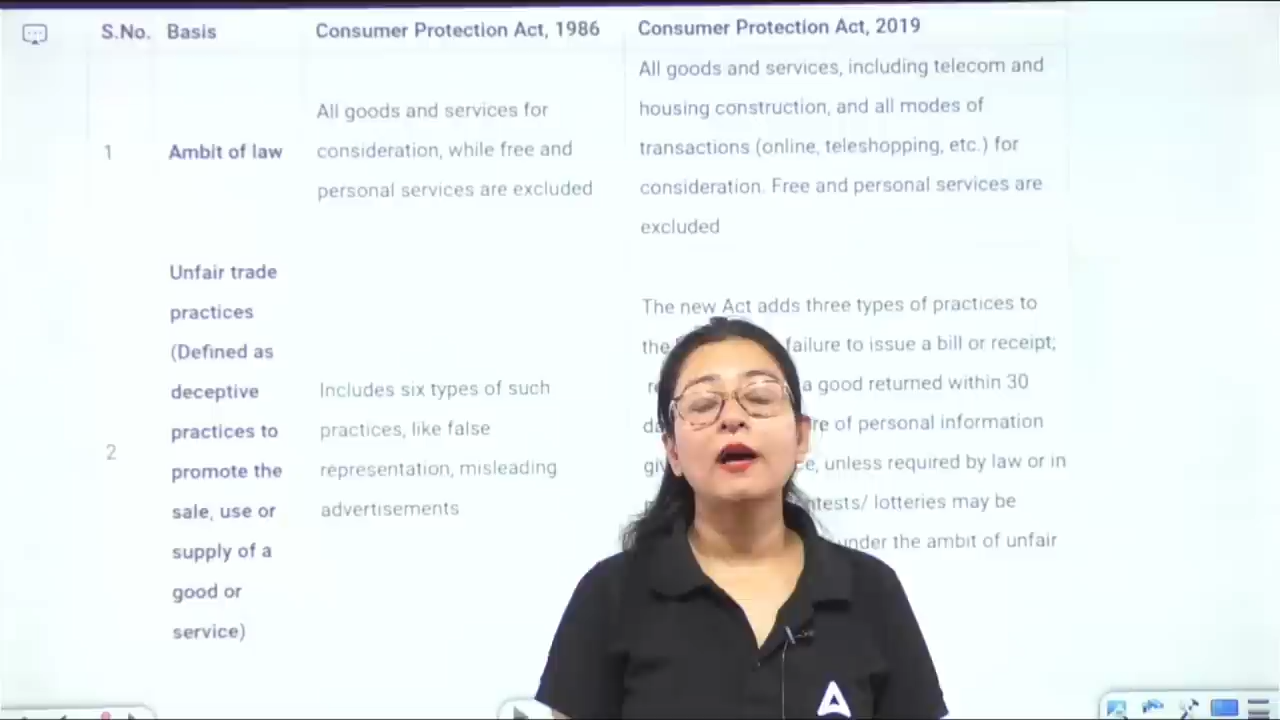 S.No. Basis Consumer Protection Act, 1986 Consumer Protection Act, 2019
1
Ambit of law
All goods and services for
consideration, while free and
personal services are excluded
All goods and services, including telecom and
housing construction, and all modes of
transactions (online, teleshopping, etc.) for
consideration. Free and personal services are
excluded
2
Unfair trade
practices
(Defined as
deceptive
practices to
promote the
sale, use or
supply of a
good or
service)
Includes six types of such
practices, like false
representation, misleading
advertisements
The new Act adds three types of practices to
the failure to issue a bill or receipt;
a good returned within 30
of personal information
unless required by law or in
lotteries may be
under the ambit of unfair